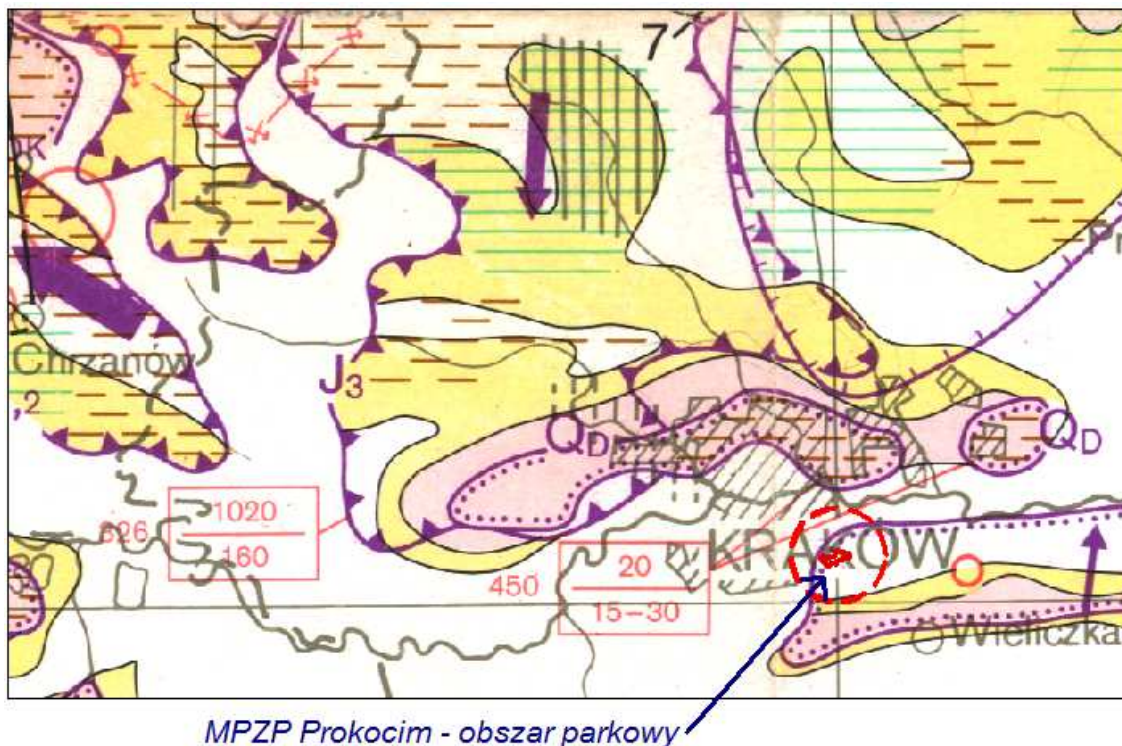 7
K
Chrzanów
,2
J3
QD
QD
326
1020
160
450
20
15-30
KRAKÓW
Wieliczka
MPZP Prokocim - obszar parkowy